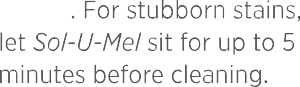 . For stubborn stains,
let Sol-U-Mel sit for up to 5
minutes before cleaning.